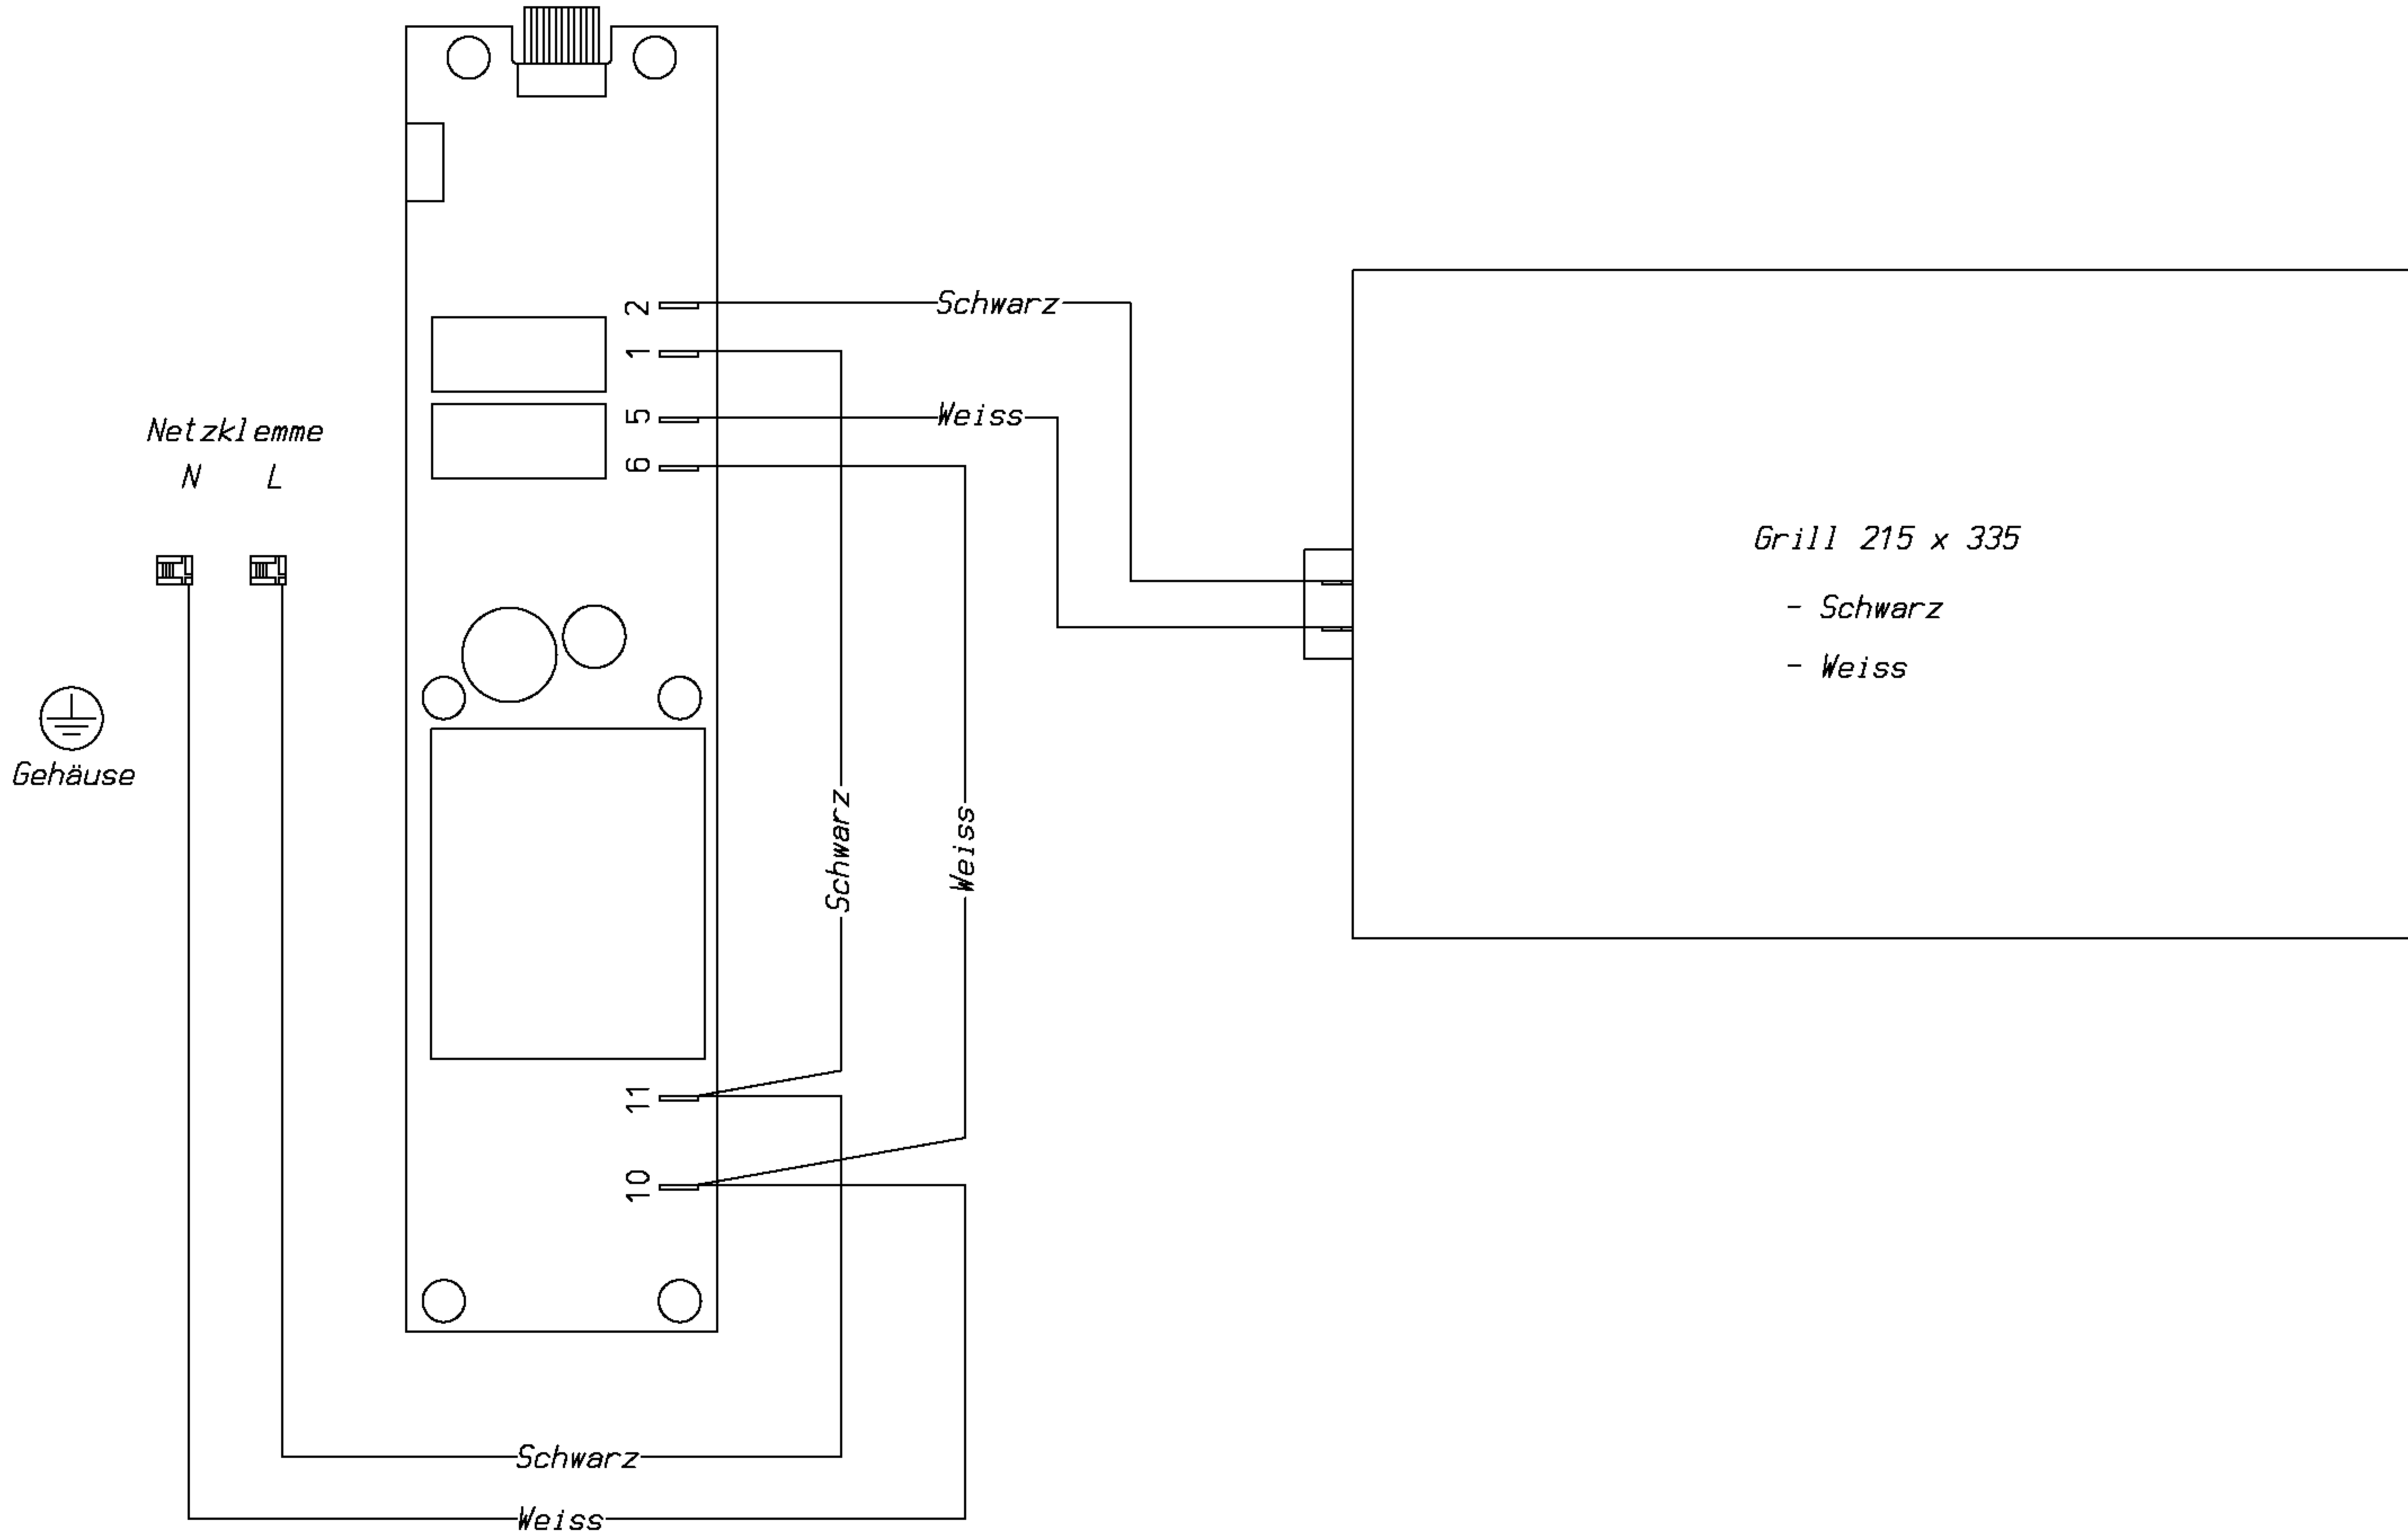 2
Schwarz
1
5
Weiss
6
Netzklemme
N L
Grill 215 x 335
- Schwarz
- Weiss
Gehäuse
Schwarz
Weiss
11
10
Schwarz
Weiss